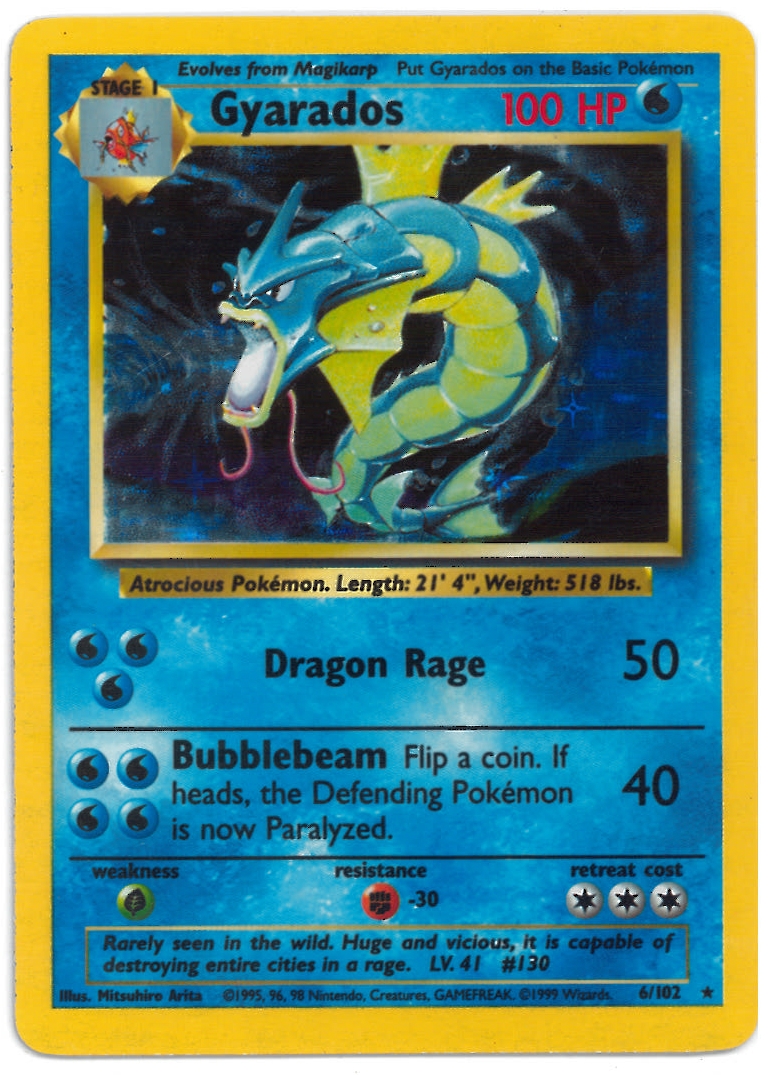 Evolves from Magikarp Put Gyarados on the Basic Pokémon
STAGE 1
Gyarados 100 HP
Atrocious Pokémon. Length: 21' 4", Weight: 518 lbs.
Dragon Rage 50
Bubblebeam Flip a coin. If
heads, the Defending Pokémon
is now Paralyzed.
40
weakness resistance retreat cost
-30
Rarely seen in the wild. Huge and vicious, it is capable of
destroying entire cities in a rage. LV. 41 #130
Illus. Mitsuhiro Arita ©1995, 96, 98 Nintendo, Creatures, GAMEFREAK. ©1999 Wizards. 6/102